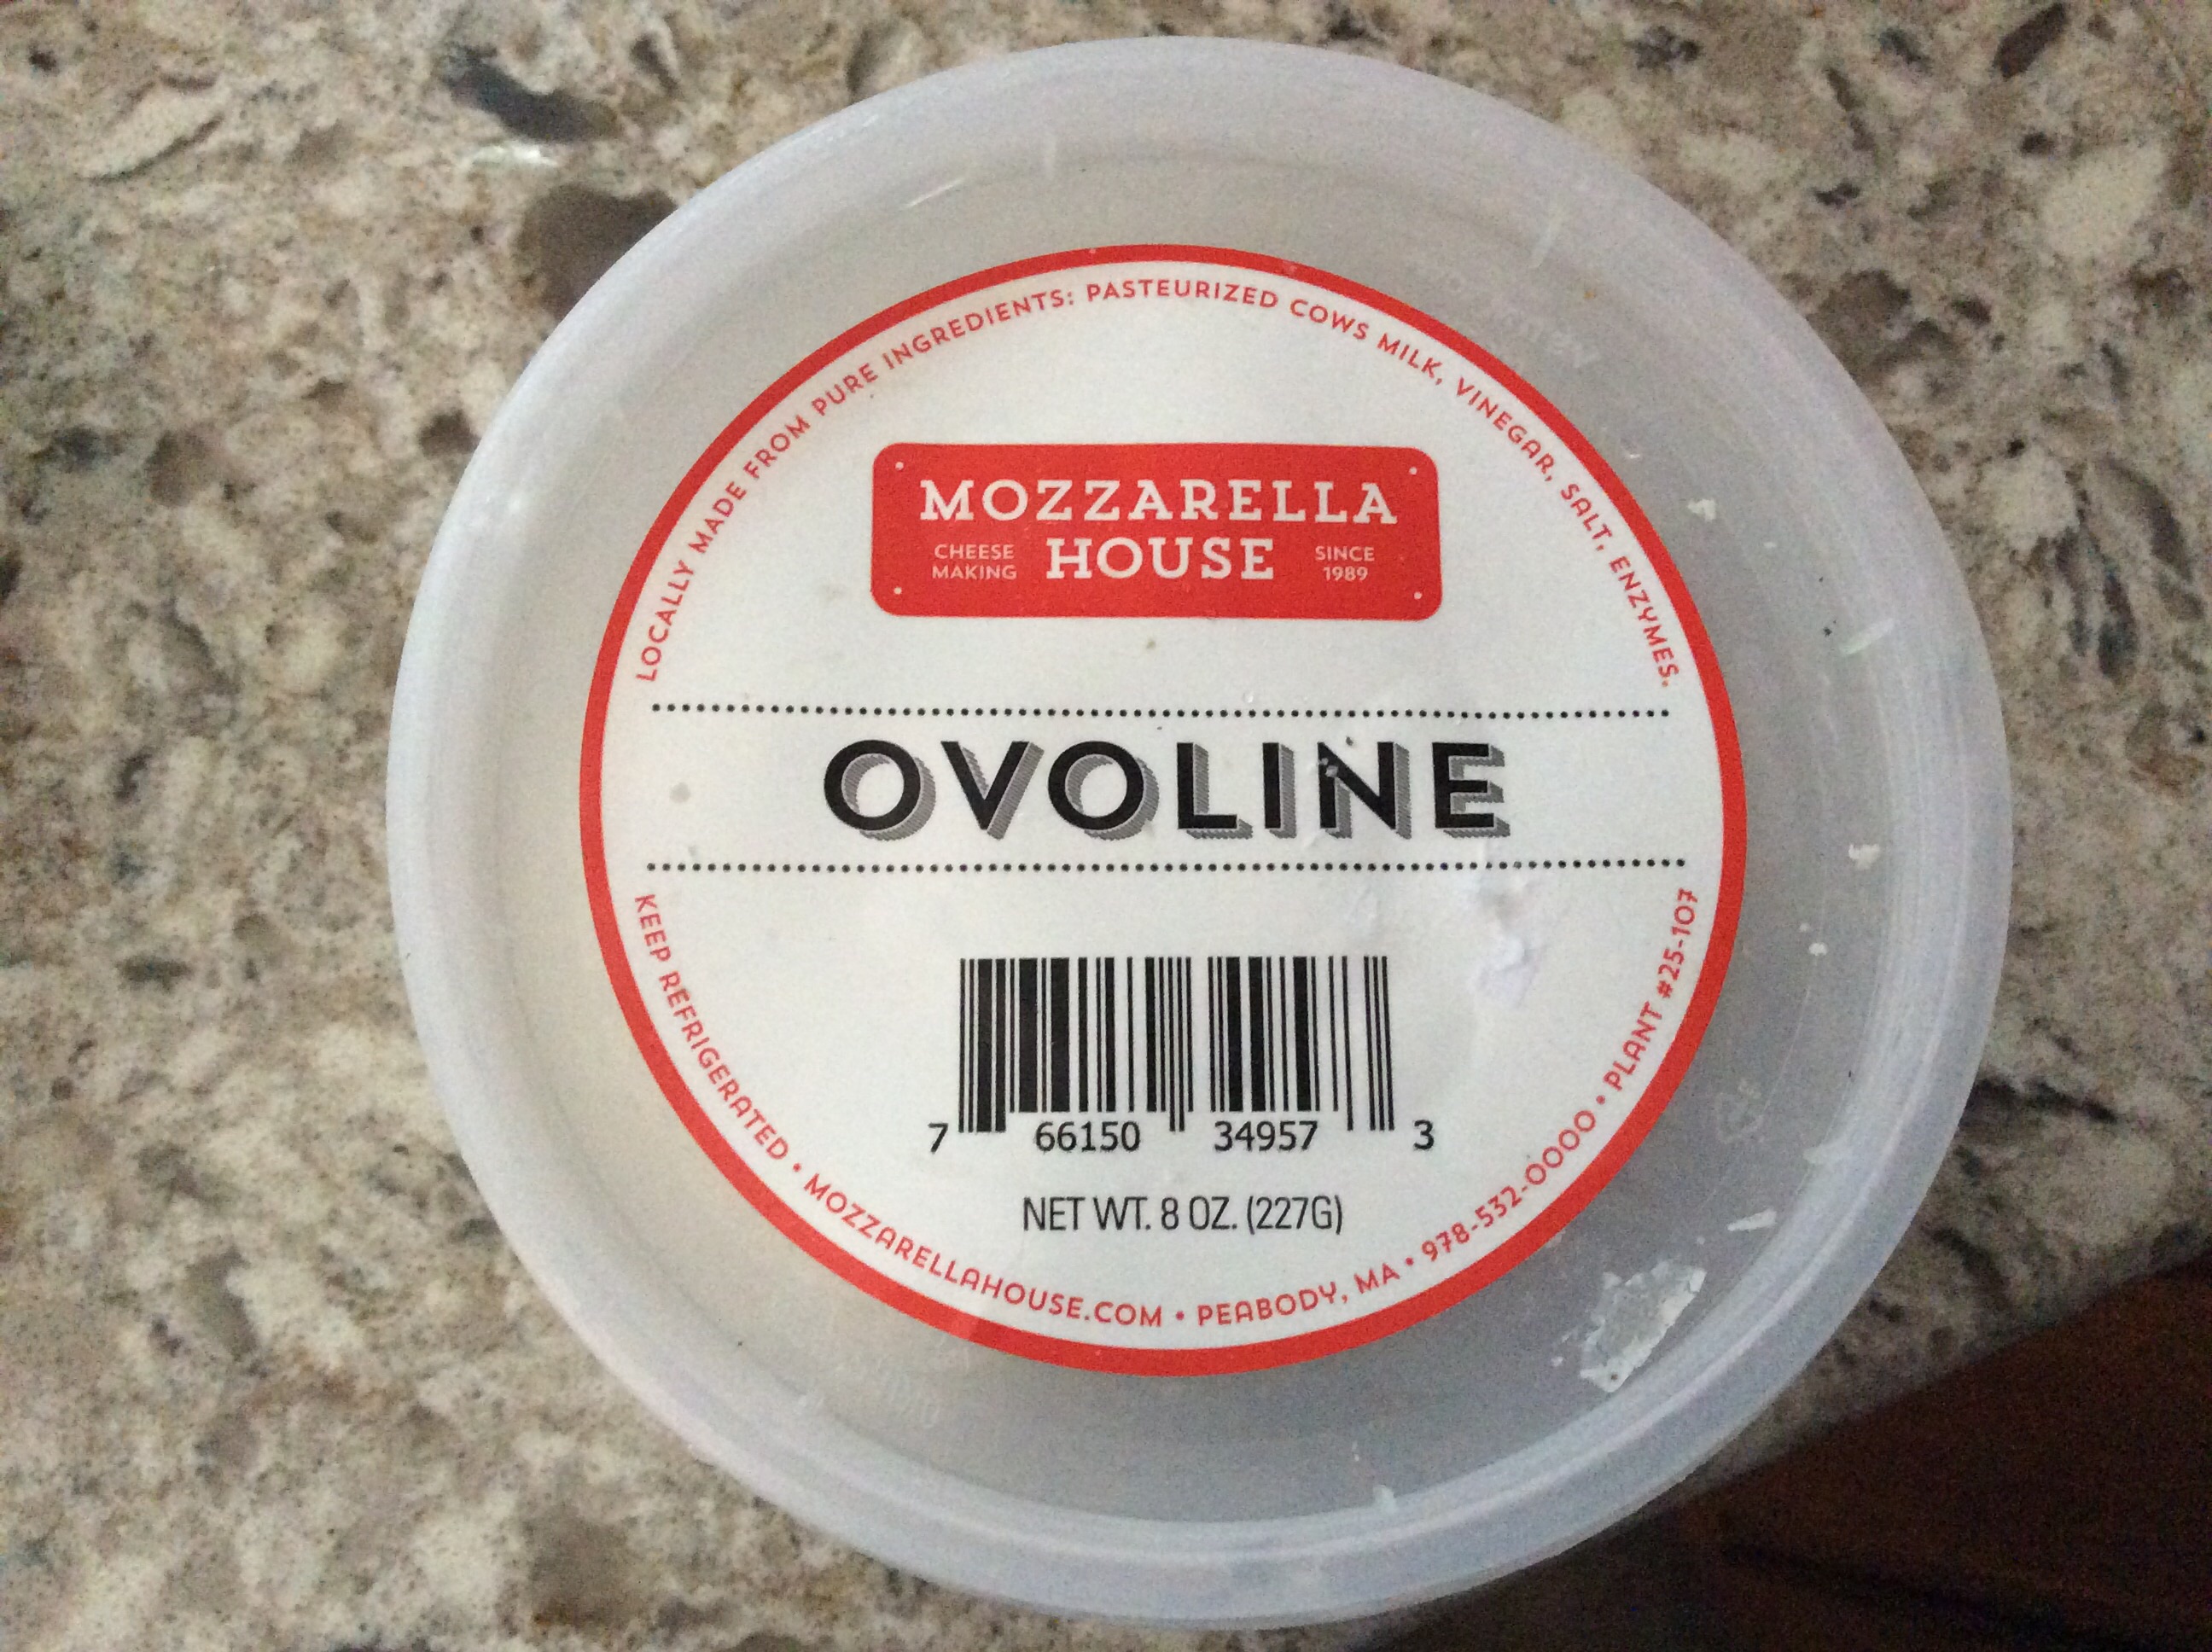 LOCALLY MADE FROM PURE INGREDIENTS: PASTEURIZED COWS MILK, VINEGAR, SALT, ENZYMES.
MOZZARELLA
CHEESE MAKING HOUSE SINCE 1989
OVOLINE
7 66150 34957 3
NET WT. 8 OZ. (227G)
KEEP REFRIGERATED • MOZZARELLAHOUSE.COM • PEABODY, MA • 978-532-0000 • PLANT #25-107